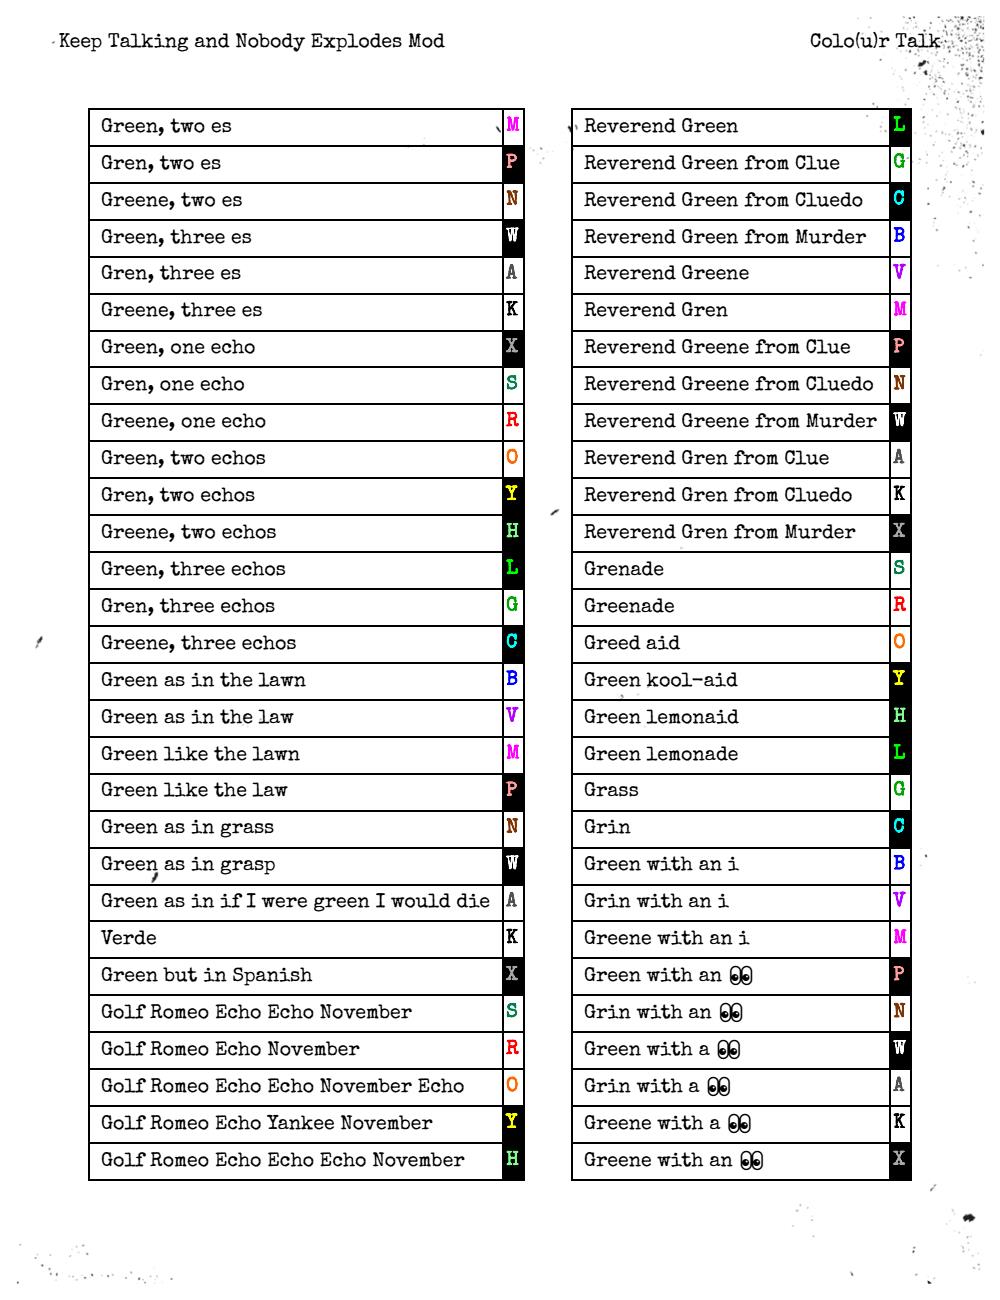 Keep Talking and Nobody Explodes Mod
Colo(u)r Talk
Green, two es M
Gren, two es P
Greene, two es N
Green, three es W
Gren, three es A
Greene, three es K
Green, one echo X
Gren, one echo S
Greene, one echo R
Green, two echos O
Gren, two echos Y
Greene, two echos H
Green, three echos L
Gren, three echos G
Greene, three echos C
Green as in the lawn B
Green as in the law V
Green like the lawn M
Green like the law P
Green as in grass N
Green as in grasp W
Green as in if I were green I would die A
Verde K
Green but in Spanish X
Golf Romeo Echo Echo November S
Golf Romeo Echo November R
Golf Romeo Echo Echo November Echo O
Golf Romeo Echo Yankee November Y
Golf Romeo Echo Echo Echo November H
Reverend Green L
Reverend Green from Clue G
Reverend Green from Cluedo C
Reverend Green from Murder B
Reverend Greene V
Reverend Gren M
Reverend Greene from Clue P
Reverend Greene from Cluedo N
Reverend Greene from Murder W
Reverend Gren from Clue A
Reverend Gren from Cluedo K
Reverend Gren from Murder X
Grenade S
Greenade R
Greed aid O
Green kool-aid Y
Green lemonaid H
Green lemonade L
Grass G
Grin C
Green with an i B
Grin with an i V
Greene with an i M
Green with an 👀 P
Grin with an 👀 N
Green with a 👀 W
Grin with a 👀 A
Greene with a 👀 K
Greene with an 👀 X